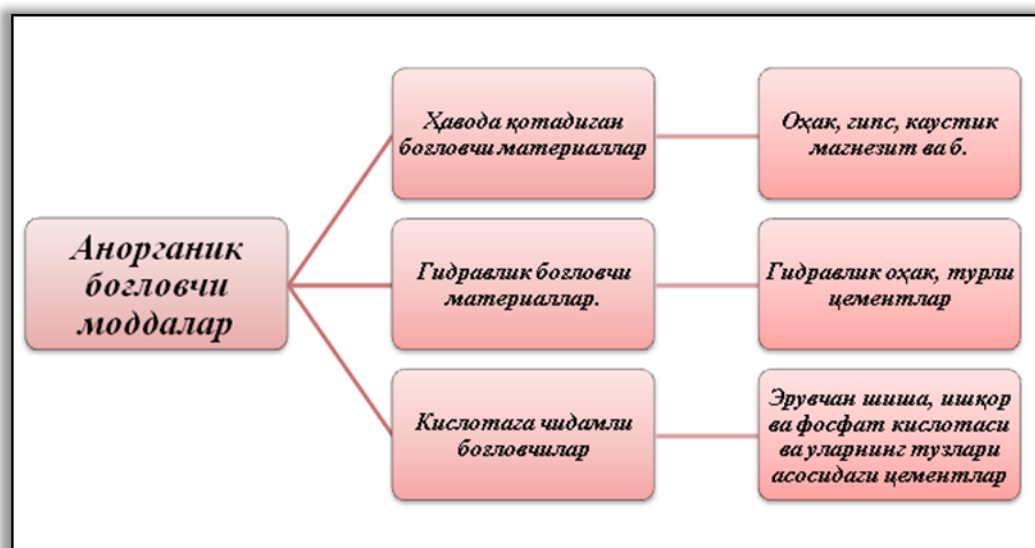 Ҳавода қотадиган
боғловчи материаллар
Оҳак, гипс, каустик
магнезит ва б.
Анорганик
боғловчи
моддалар
Гидравлик боғловчи
материаллар.
Гидравлик оҳак, турли
цементлар
Кислотага чидамли
боғловчилар
Эрувчан шиша, ишқор
ва фосфат кислотаси
ва уларнинг тузлари
асосидаги цементлар